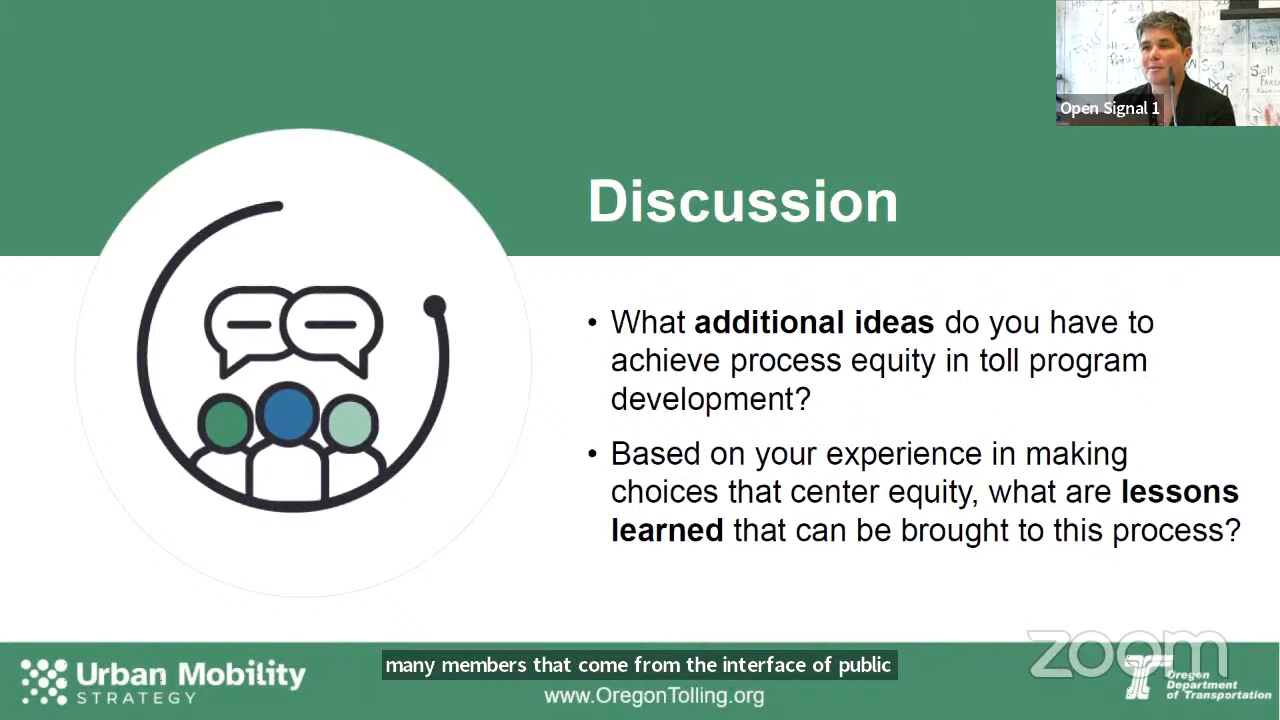 Open Signal 1
Discussion
• What additional ideas do you have to
achieve process equity in toll program
development?
• Based on your experience in making
choices that center equity, what are lessons
learned that can be brought to this process?
zoom
Urban Mobility
STRATEGY
many members that come from the interface of public
www.OregonTolling.org
Oregon
Department
of Transportation